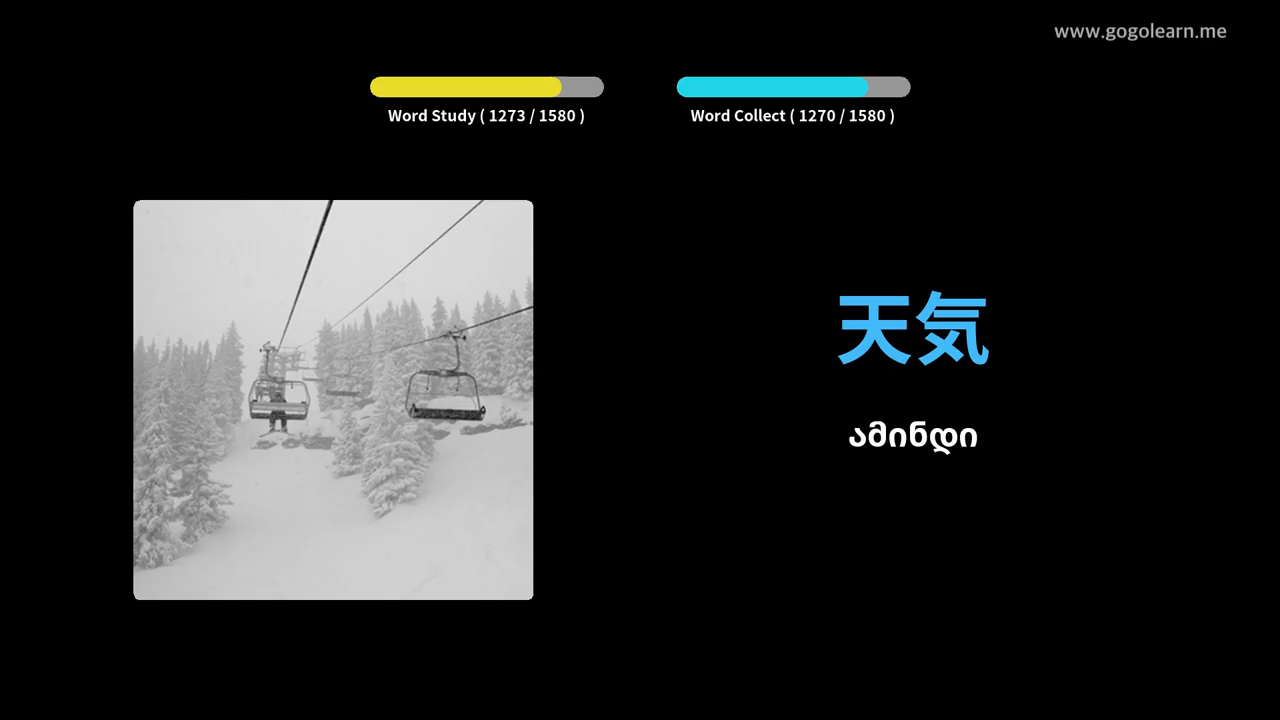 www.gogolearn.me
Word Study ( 1273 / 1580 )
Word Collect ( 1270 / 1580 )
天気
ამინდი